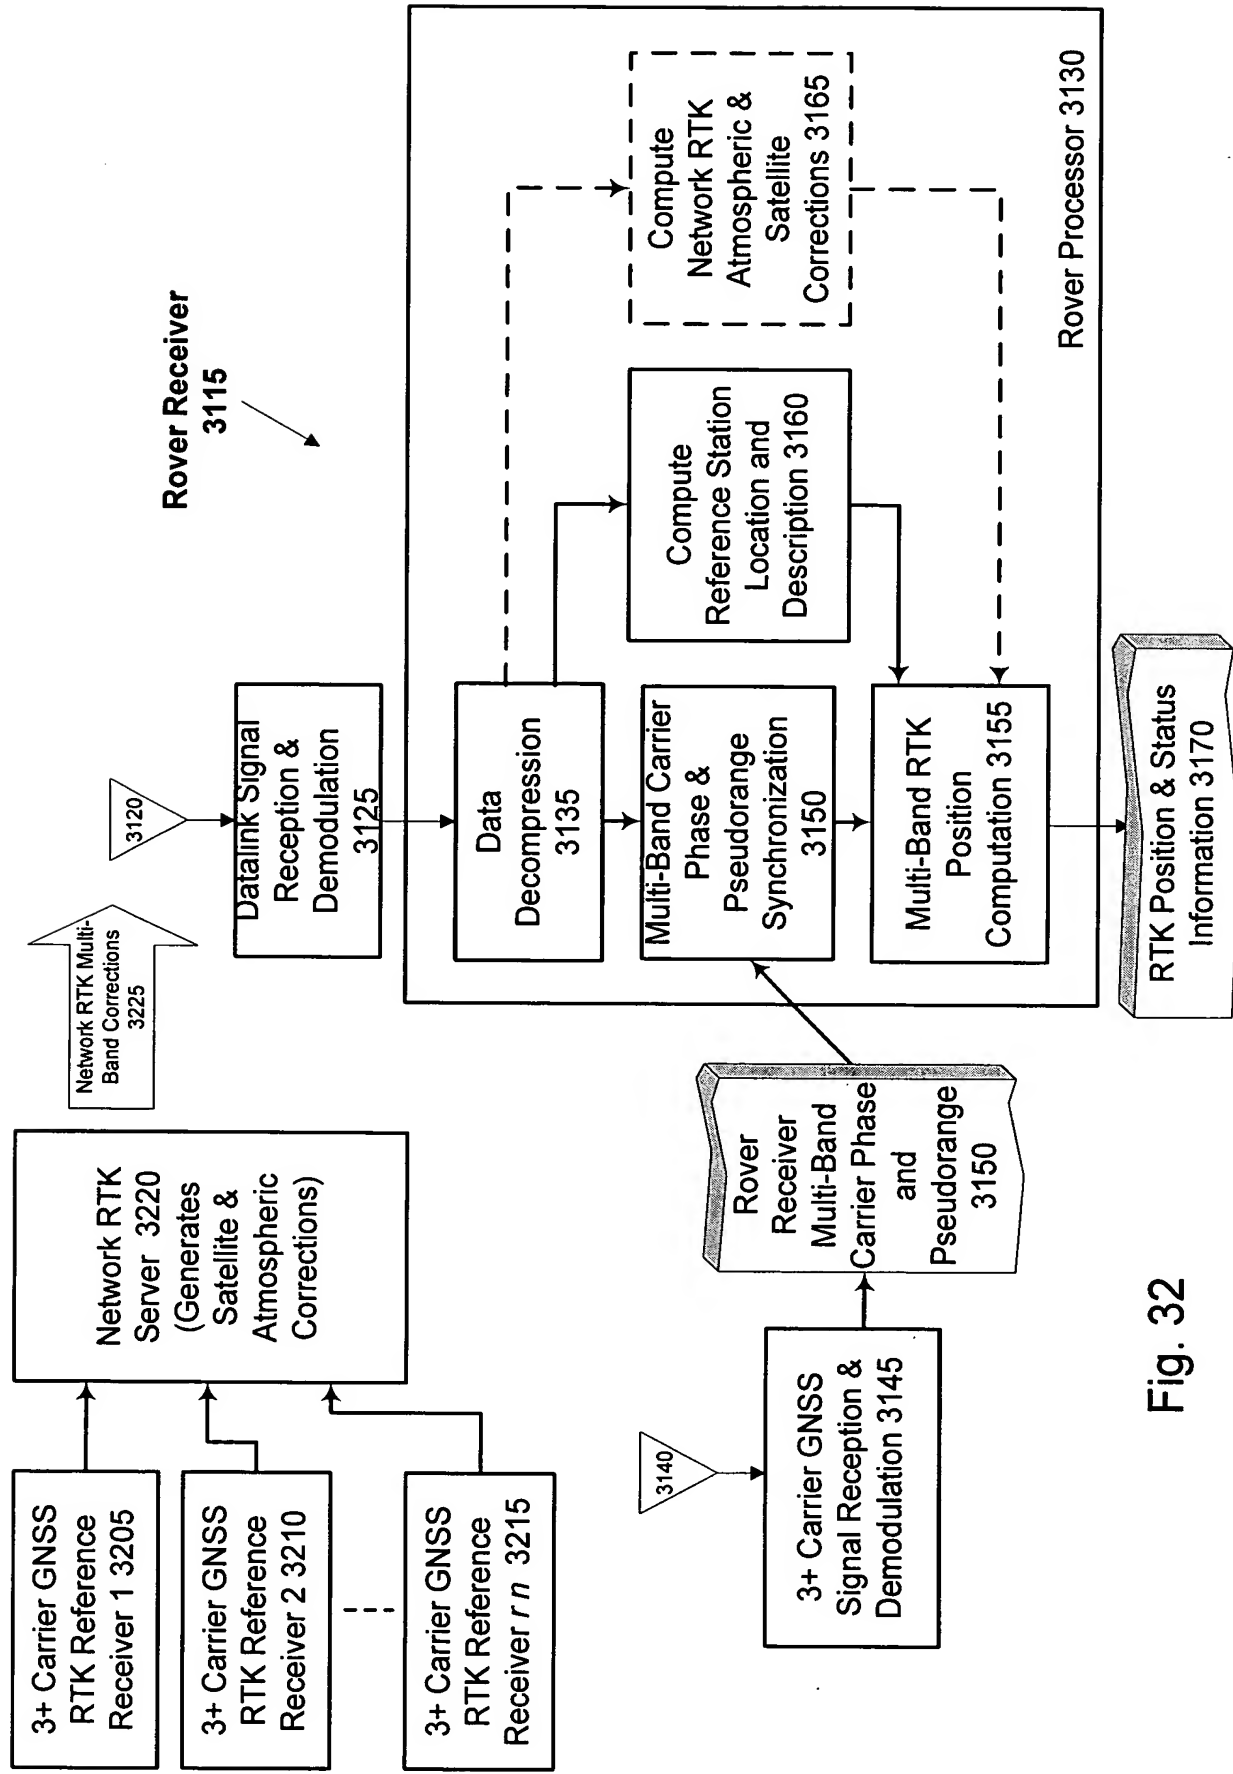 3+ Carrier GNSS
RTK Reference
Receiver 1 3205
3+ Carrier GNSS
RTK Reference
Receiver 2 3210
3+ Carrier GNSS
RTK Reference
Receiver r n 3215
Network RTK
Server 3220
(Generates
Satellite &
Atmospheric
Corrections)
Network RTK Multi-
Band Corrections
3225
3120
Rover Receiver
3115
Datalink Signal
Reception &
Demodulation
3125
Data
Decompression
3135
Multi-Band Carrier
Phase &
Pseudorange
Synchronization
3150
Compute
Reference Station
Location and
Description 3160
Compute
Network RTK
Atmospheric &
Satellite
Corrections 3165
Multi-Band RTK
Position
Computation 3155
Rover Processor 3130
3140
3+ Carrier GNSS
Signal Reception &
Demodulation 3145
Rover
Receiver
Multi-Band
Carrier Phase
and
Pseudorange
3150
RTK Position & Status
Information 3170
Fig. 32